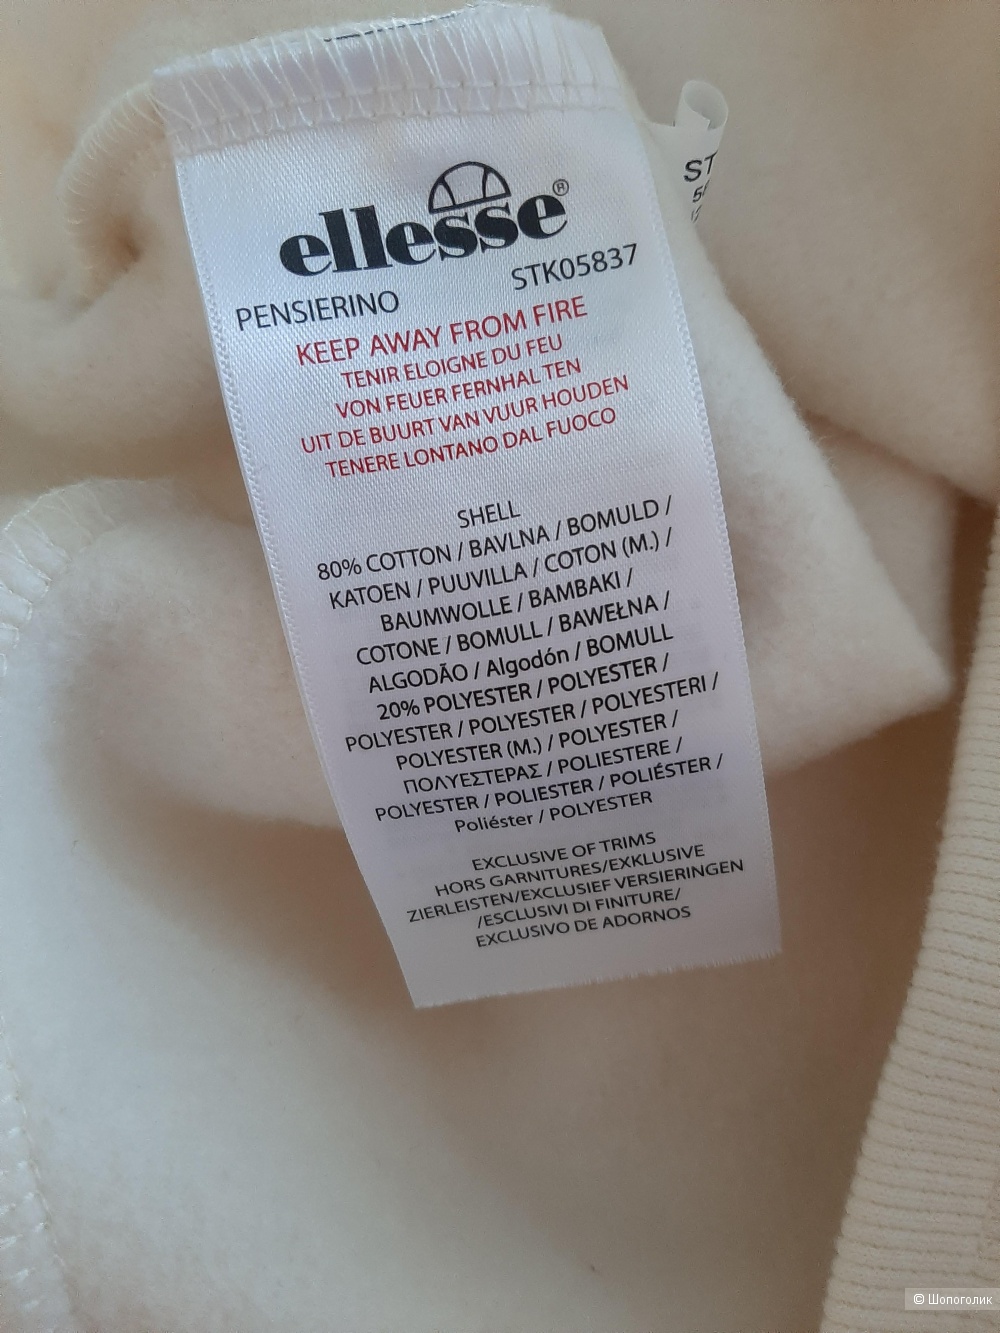 ellesse®
PENSIERINO STK05837
KEEP AWAY FROM FIRE
TENIR ELOIGNE DU FEU
VON FEUER FERNHAL TEN
UIT DE BUURT VAN VUUR HOUDEN
TENERE LONTANO DAL FUOCO
SHELL
80% COTTON / BAVLNA / BOMULD /
KATOEN / PUUVILLA / COTON (M.) /
BAUMWOLLE / BAMBAKI /
COTONE / BOMULL / BAWEŁNA /
ALGODÃO / Algodón / BOMULL
20% POLYESTER / POLYESTER /
POLYESTER / POLYESTER / POLYESTERI /
POLYESTER (M.) / POLYESTER /
ΠΟΛΥΕΣΤΕΡΑΣ / POLIESTERE /
POLYESTER / POLIESTER / POLIÉSTER /
Poliéster / POLYESTER
EXCLUSIVE OF TRIMS
HORS GARNITURES/EXKLUSIVE
ZIERLEISTEN/EXCLUSIEF VERSIERINGEN
/ESCLUSIVI DI FINITURE/
EXCLUSIVO DE ADORNOS
ST
© Шопоголик